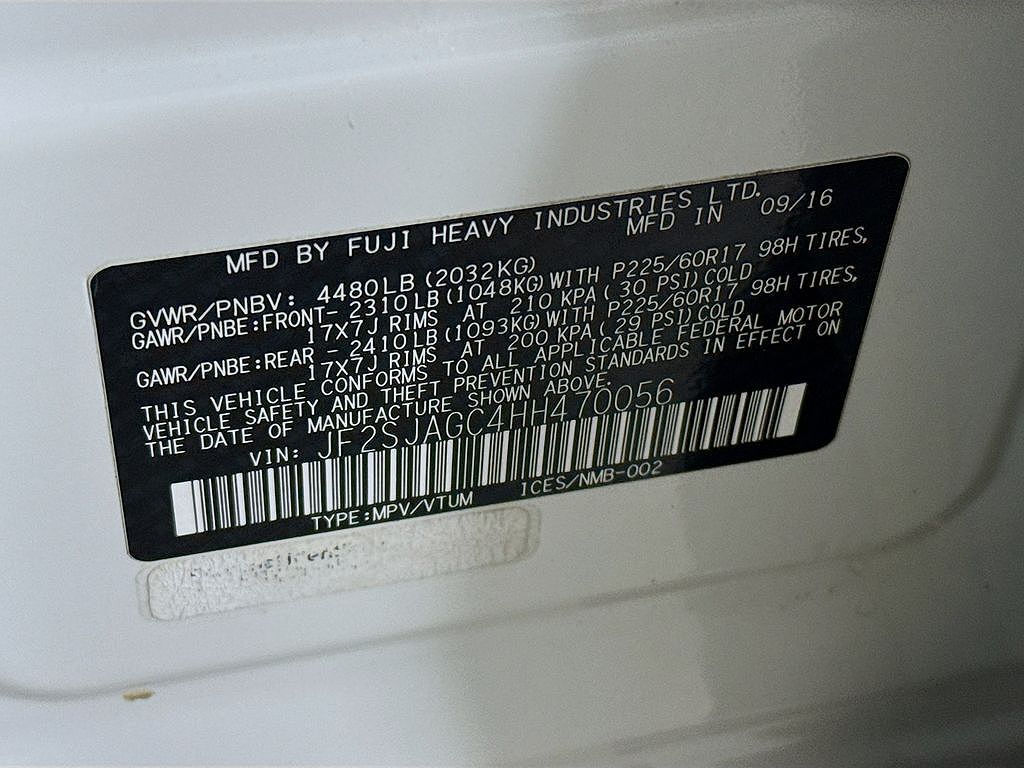 MFD BY FUJI HEAVY INDUSTRIES LTD.
MFD IN 09/16
GVWR/PNBV: 4480LB (2032KG)
GAWR/PNBE:FRONT- 2310LB (1048KG) WITH P225/60R17 98H TIRES,
17X7J RIMS AT 210 KPA (30 PSI) COLD
GAWR/PNBE:REAR - 2410LB (1093KG) WITH P225/60R17 98H TIRES,
17X7J RIMS AT 200 KPA (29 PSI) COLD
THIS VEHICLE CONFORMS TO ALL APPLICABLE FEDERAL MOTOR
VEHICLE SAFETY AND THEFT PREVENTION STANDARDS IN EFFECT ON
THE DATE OF MANUFACTURE SHOWN ABOVE.
VIN: JF2SJAGC4HH470056
TYPE:MPV/VTUM ICES/NMB-002